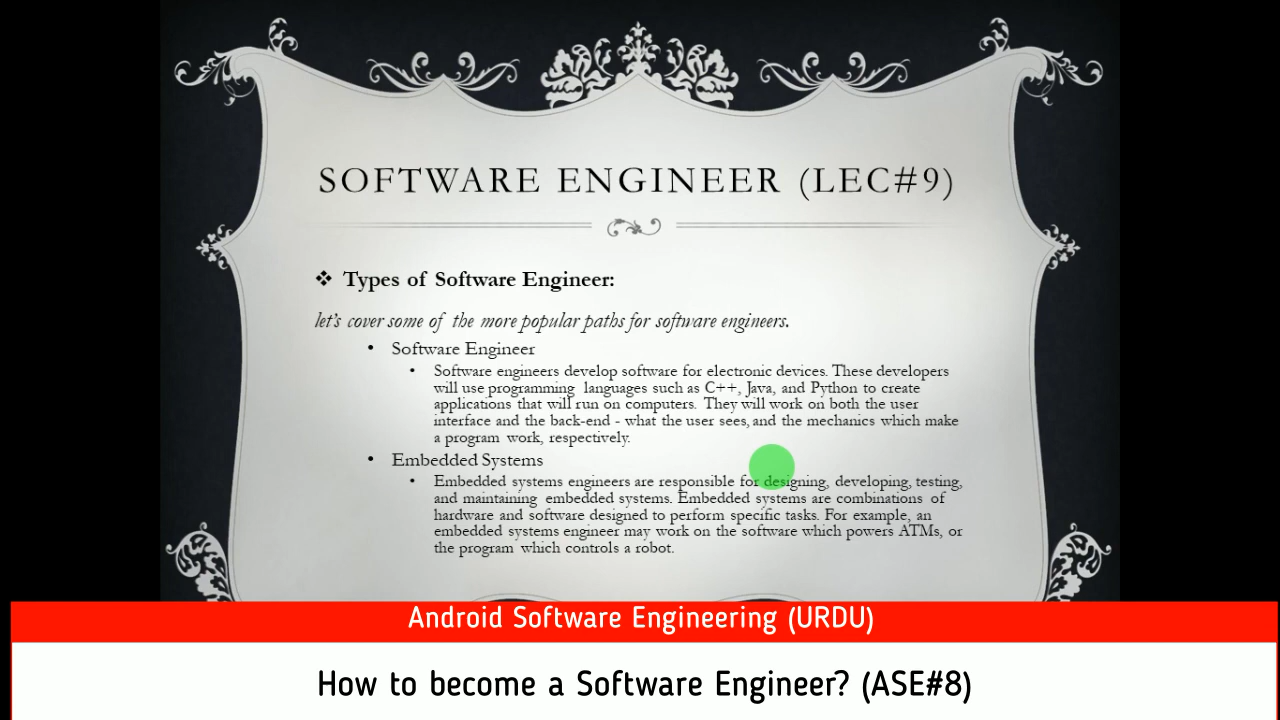 SOFTWARE ENGINEER (LEC#9)
❖ Types of Software Engineer:
let's cover some of the more popular paths for software engineers.
• Software Engineer
• Software engineers develop software for electronic devices. These developers
will use programming languages such as C++, Java, and Python to create
applications that will run on computers. They will work on both the user
interface and the back-end - what the user sees, and the mechanics which make
a program work, respectively.
• Embedded Systems
• Embedded systems engineers are responsible for designing, developing, testing,
and maintaining embedded systems. Embedded systems are combinations of
hardware and software designed to perform specific tasks. For example, an
embedded systems engineer may work on the software which powers ATMs, or
the program which controls a robot.
Android Software Engineering (URDU)
How to become a Software Engineer? (ASE#8)